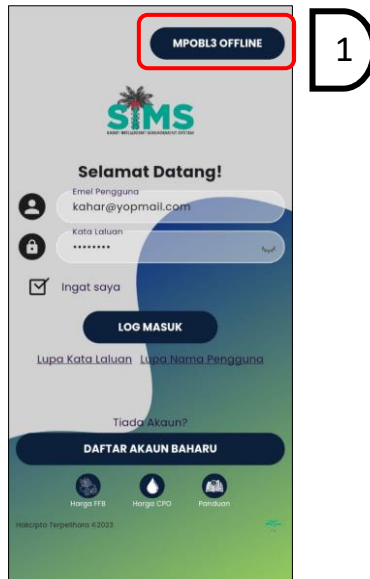 MPOBL3 OFFLINE
1
SIMS
Selamat Datang!
Emel Pengguna
kahar@yopmail.com
Kata Laluan
••••••••
Ingat saya
LOG MASUK
Lupa Kata Laluan Lupa Nama Pengguna
Tiada Akaun?
DAFTAR AKAUN BAHARU
Harga FFB Harga CPO Panduan
Hakcipta Terpelihara ©2023